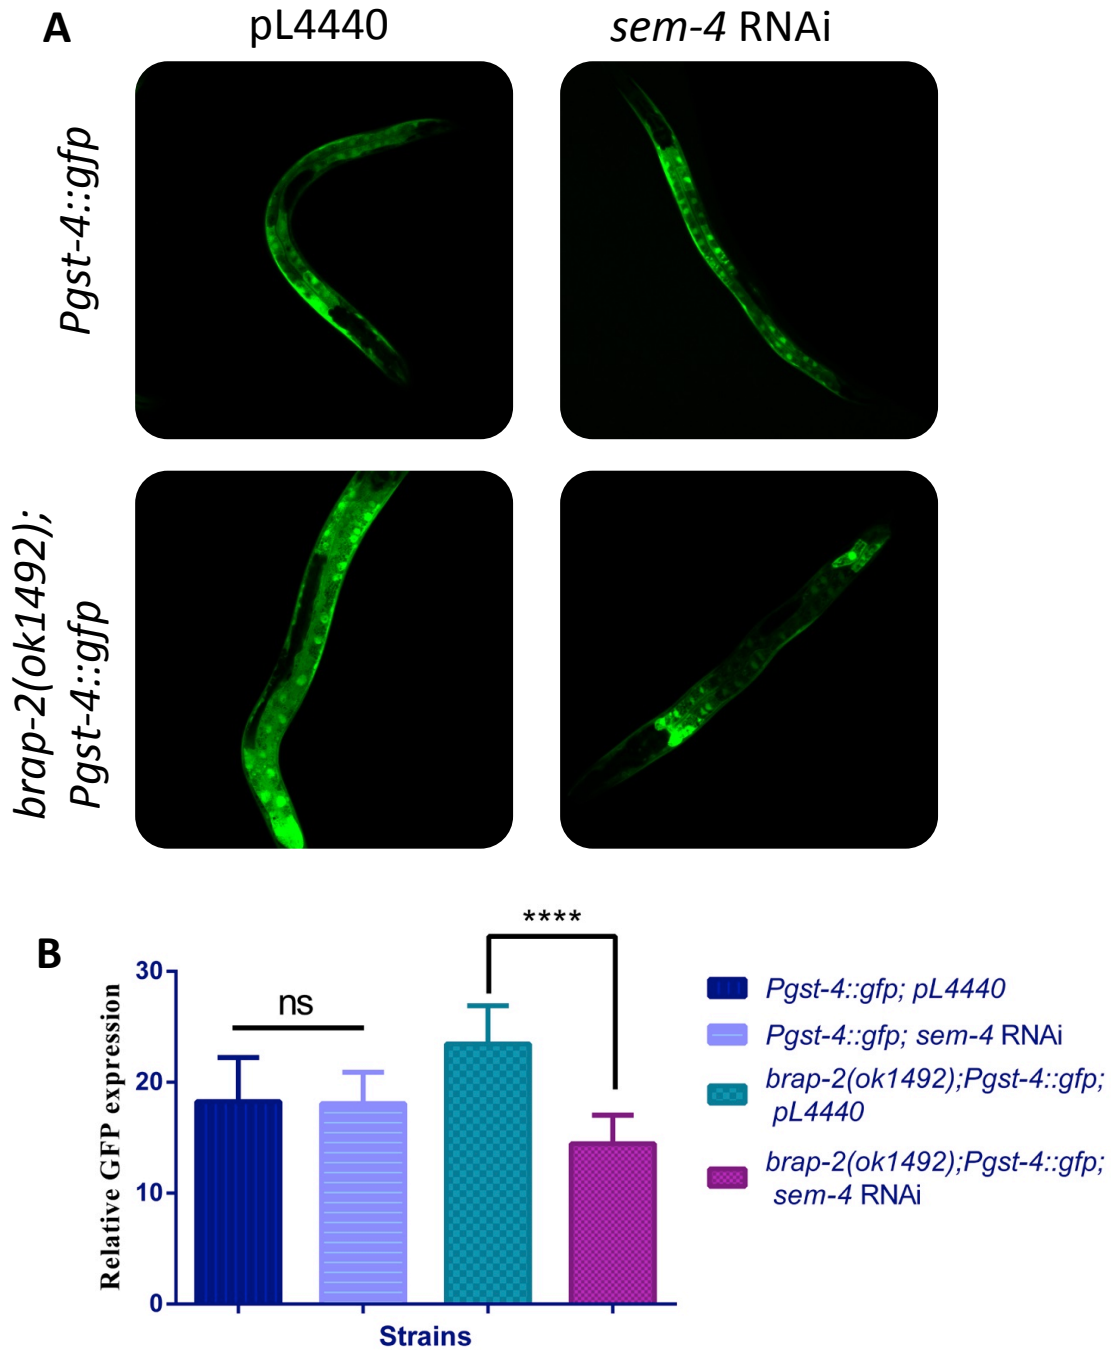 A
pL4440
sem-4 RNAi
Pgst-4::gfp
brap-2(ok1492);
Pgst-4::gfp
B
****
ns
30
20
10
0
Relative GFP expression
Strains
Pgst-4::gfp; pL4440
Pgst-4::gfp; sem-4 RNAi
brap-2(ok1492);Pgst-4::gfp;
pL4440
brap-2(ok1492);Pgst-4::gfp;
sem-4 RNAi